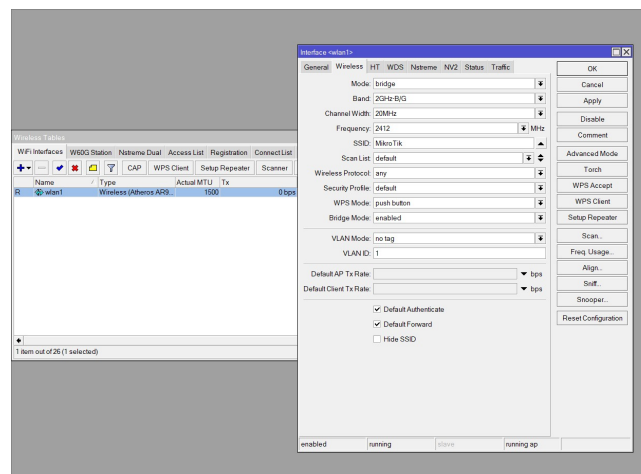 Wireless Tables
WiFi Interfaces W60G Station Nstreme Dual Access List Registration Connect List
CAP WPS Client Setup Repeater Scanner
Name Type Actual MTU Tx
R wlan1 Wireless (Atheros AR9... 1500 0 bps
1 item out of 26 (1 selected)
Interface <wlan1>
General Wireless HT WDS Nstreme NV2 Status Traffic
Mode: bridge
Band: 2GHz-B/G
Channel Width: 20MHz
Frequency: 2412 MHz
SSID: MikroTik
Scan List: default
Wireless Protocol: any
Security Profile: default
WPS Mode: push button
Bridge Mode: enabled
VLAN Mode: no tag
VLAN ID: 1
Default AP Tx Rate: bps
Default Client Tx Rate: bps
Default Authenticate
Default Forward
Hide SSID
OK
Cancel
Apply
Disable
Comment
Advanced Mode
Torch
WPS Accept
WPS Client
Setup Repeater
Scan...
Freq. Usage...
Align...
Sniff...
Snooper...
Reset Configuration
enabled running slave running ap